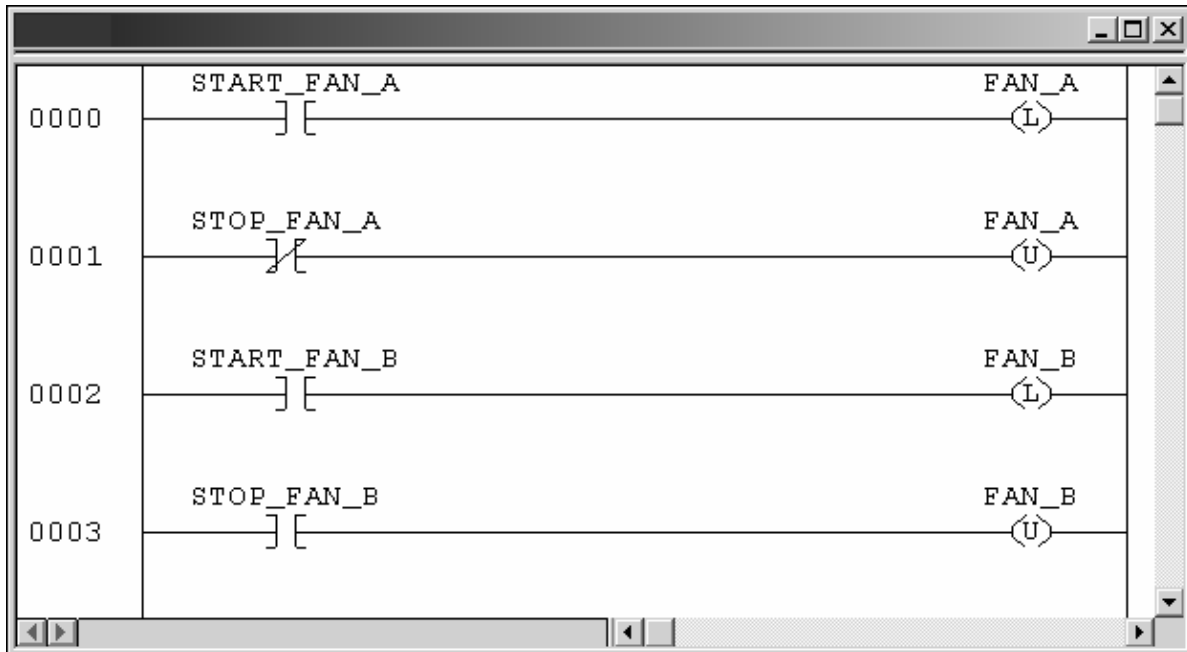 START_FAN_A FAN_A
0000 L
STOP_FAN_A FAN_A
0001 U
START_FAN_B FAN_B
0002 L
STOP_FAN_B FAN_B
0003 U